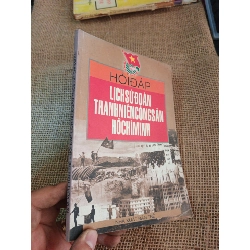 HỎI ĐÁP
LỊCH SỬ ĐOÀN
THANH NIÊN CỘNG SẢN
HỒ CHÍ MINH